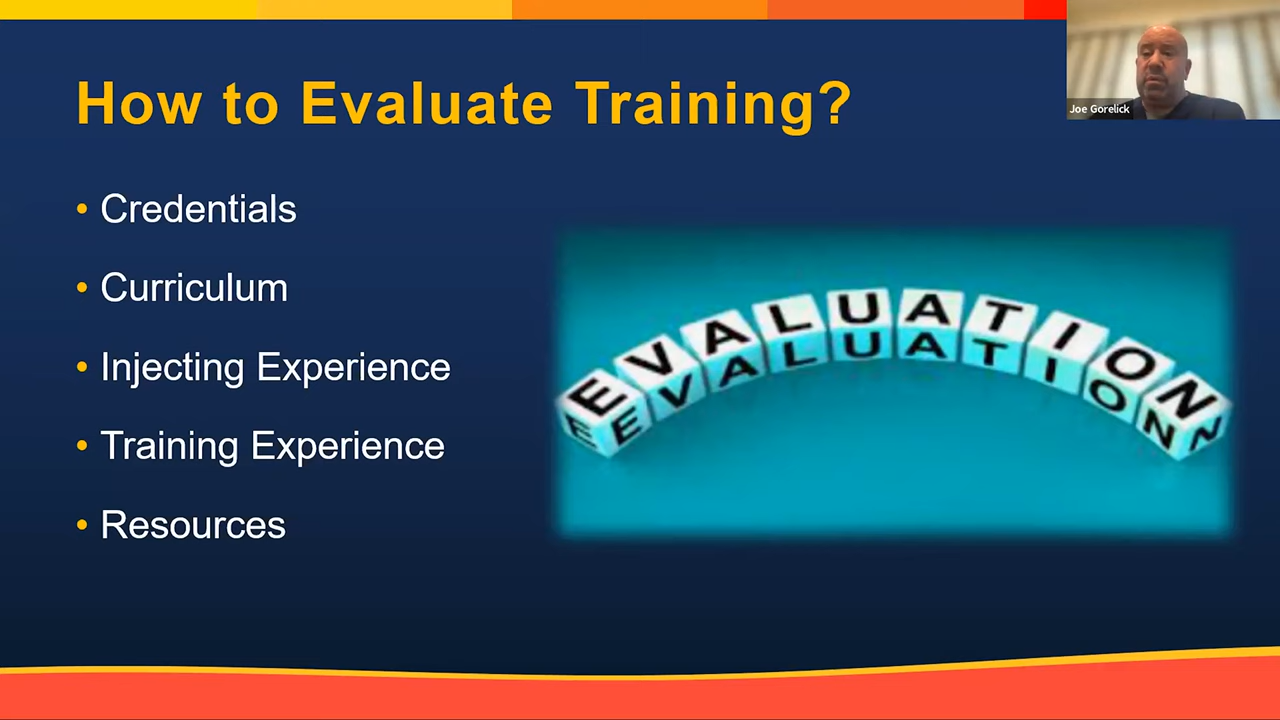 How to Evaluate Training?
Joe Gorelick
• Credentials
• Curriculum
• Injecting Experience
• Training Experience
• Resources
EVALUATION
EVALUATION